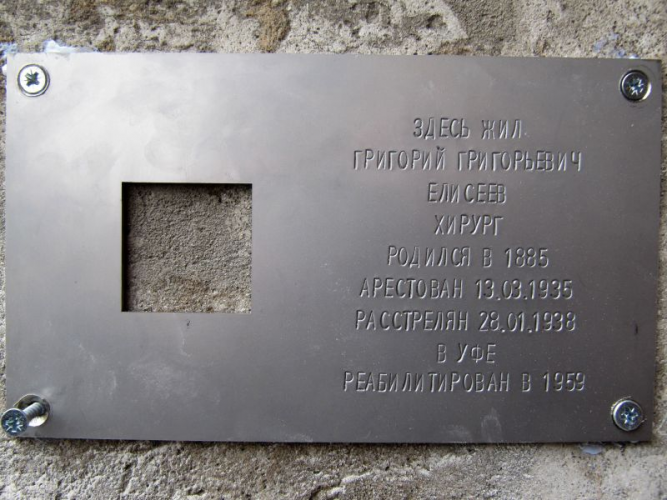 ЗДЕСЬ ЖИЛ
ГРИГОРИЙ ГРИГОРЬЕВИЧ
ЕЛИСЕЕВ
ХИРУРГ
РОДИЛСЯ В 1885
АРЕСТОВАН 13.03.1935
РАССТРЕЛЯН 28.01.1938
В УФЕ
РЕАБИЛИТИРОВАН В 1959